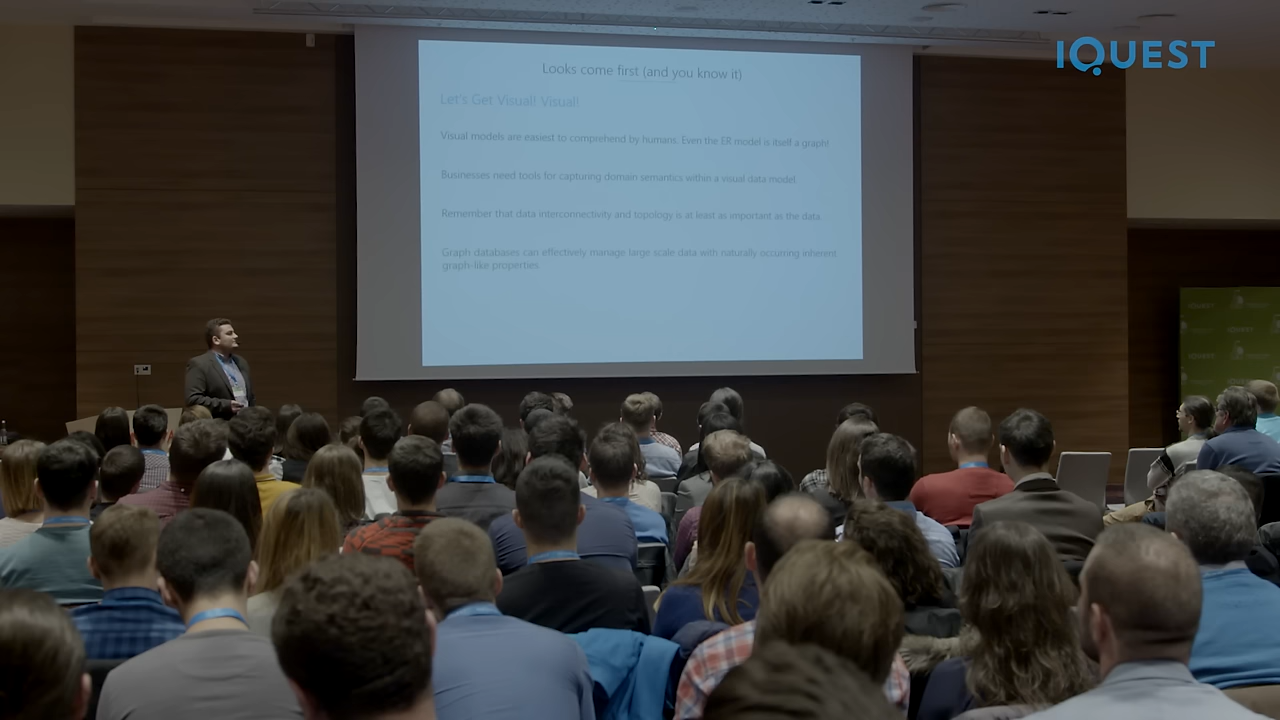 IQUEST
Looks come first (and you know it)
Let's Get Visual! Visual!
Visual models are easiest to comprehend by humans. Even the ER model is itself a graph!
Businesses need tools for capturing domain semantics within a visual data model.
Remember that data interconnectivity and topology is at least as important as the data.
Graph databases can effectively manage large scale data with naturally occurring inherent
graph-like properties.
IQUEST
IQUEST
IQUEST